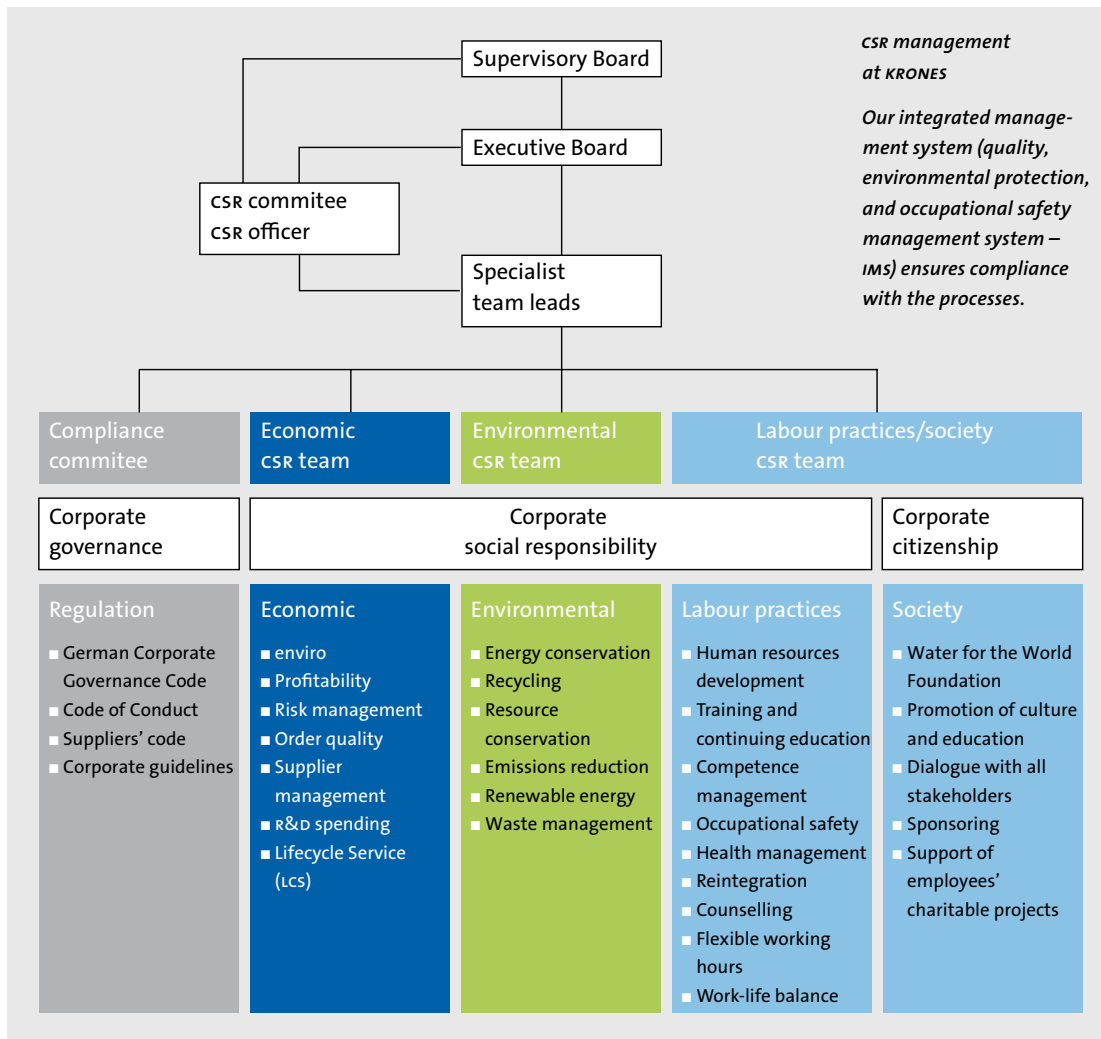 Supervisory Board
Executive Board
CSR commitee
CSR officer
Specialist
team leads
CSR management
at KRONES
Our integrated manage-
ment system (quality,
environmental protection,
and occupational safety
management system –
IMS) ensures compliance
with the processes.
Compliance
commitee
Economic
CSR team
Environmental
CSR team
Labour practices/society
CSR team
Corporate
governance
Corporate
social responsibility
Corporate
citizenship
Regulation
German Corporate
Governance Code
Code of Conduct
Suppliers’ code
Corporate guidelines
Economic
enviro
Profitability
Risk management
Order quality
Supplier
management
R&D spending
Lifecycle Service
(LCS)
Environmental
Energy conservation
Recycling
Resource
conservation
Emissions reduction
Renewable energy
Waste management
Labour practices
Human resources
development
Training and
continuing education
Competence
management
Occupational safety
Health management
Reintegration
Counselling
Flexible working
hours
Work-life balance
Society
Water for the World
Foundation
Promotion of culture
and education
Dialogue with all
stakeholders
Sponsoring
Support of
employees’
charitable projects